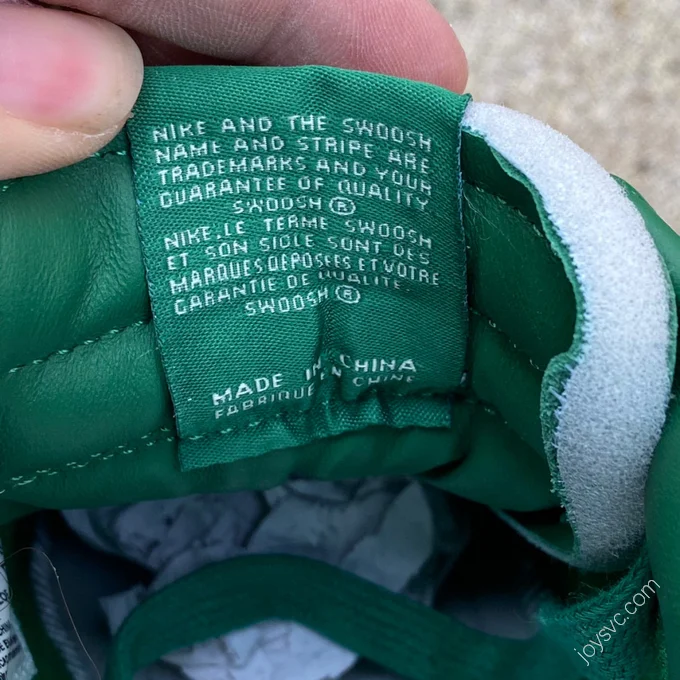 NIKE AND THE SWOOSH
NAME AND STRIPE ARE
TRADEMARKS AND YOUR
GUARANTEE OF QUALITY
SWOOSH ®
NIKE, LE TERME SWOOSH
ET SON SIGLE SONT DES
MARQUES DEPOSEES ET VOTRE
GARANTIE DE QUALITE.
SWOOSH ®
MADE IN CHINA
FABRIQUE EN CHINE
joysvc.com